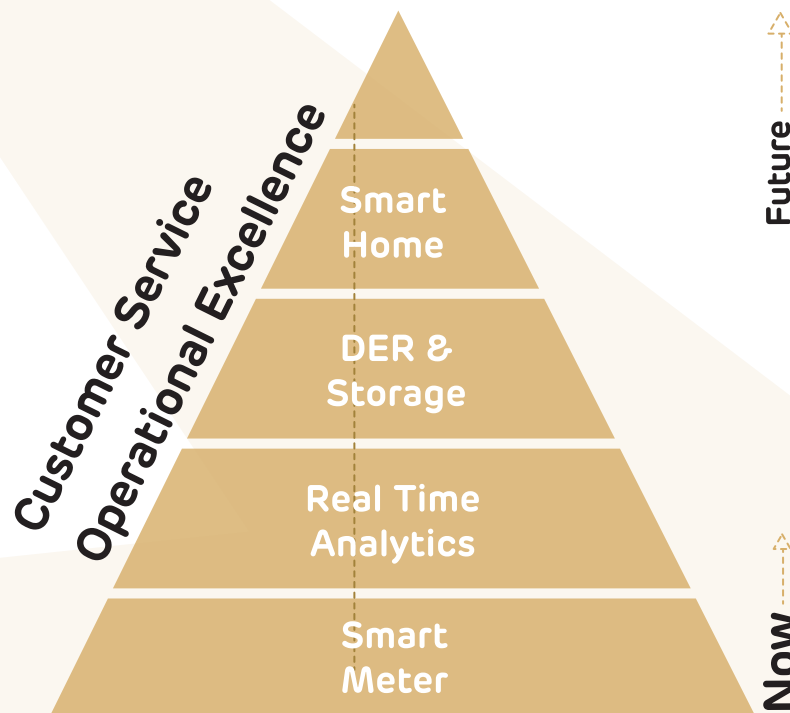 Customer Service
Operational Excellence
Smart
Home
DER &
Storage
Real Time
Analytics
Smart
Meter
Future
Now